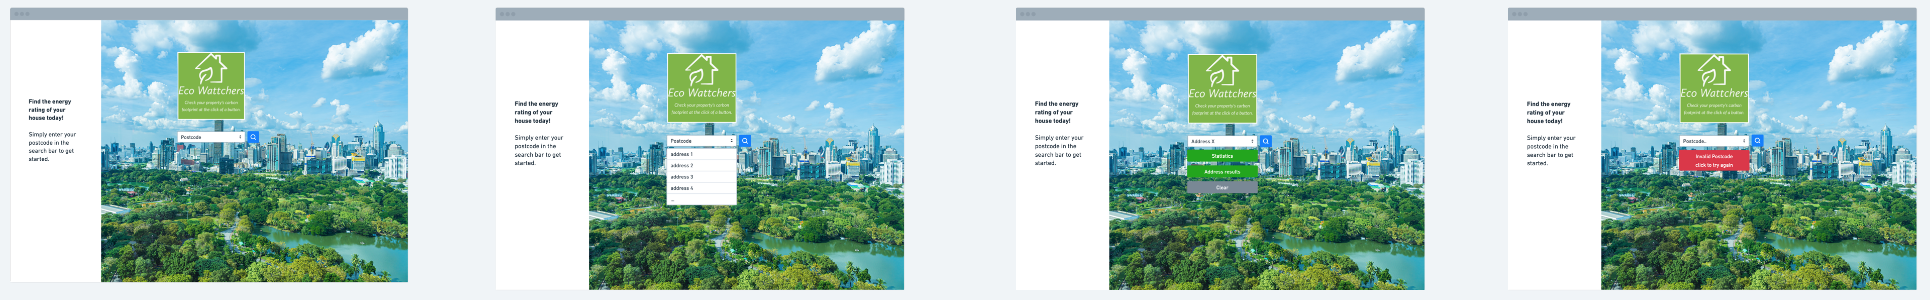 Find the energy
rating of your
house today!
Simply enter your
postcode in the
search bar to get
started.
Eco Wattchers
Check your property's carbon
footprint at the click of a button.
Postcode
Find the energy
rating of your
house today!
Simply enter your
postcode in the
search bar to get
started.
Eco Wattchers
Check your property's carbon
footprint at the click of a button.
Postcode
address 1
address 2
address 3
address 4
...
Find the energy
rating of your
house today!
Simply enter your
postcode in the
search bar to get
started.
Eco Wattchers
Check your property's carbon
footprint at the click of a button.
Address X
Statistics
Address results
Clear
Find the energy
rating of your
house today!
Simply enter your
postcode in the
search bar to get
started.
Eco Wattchers
Check your property's carbon
footprint at the click of a button.
Postcode..
Invalid Postcode
click to try again